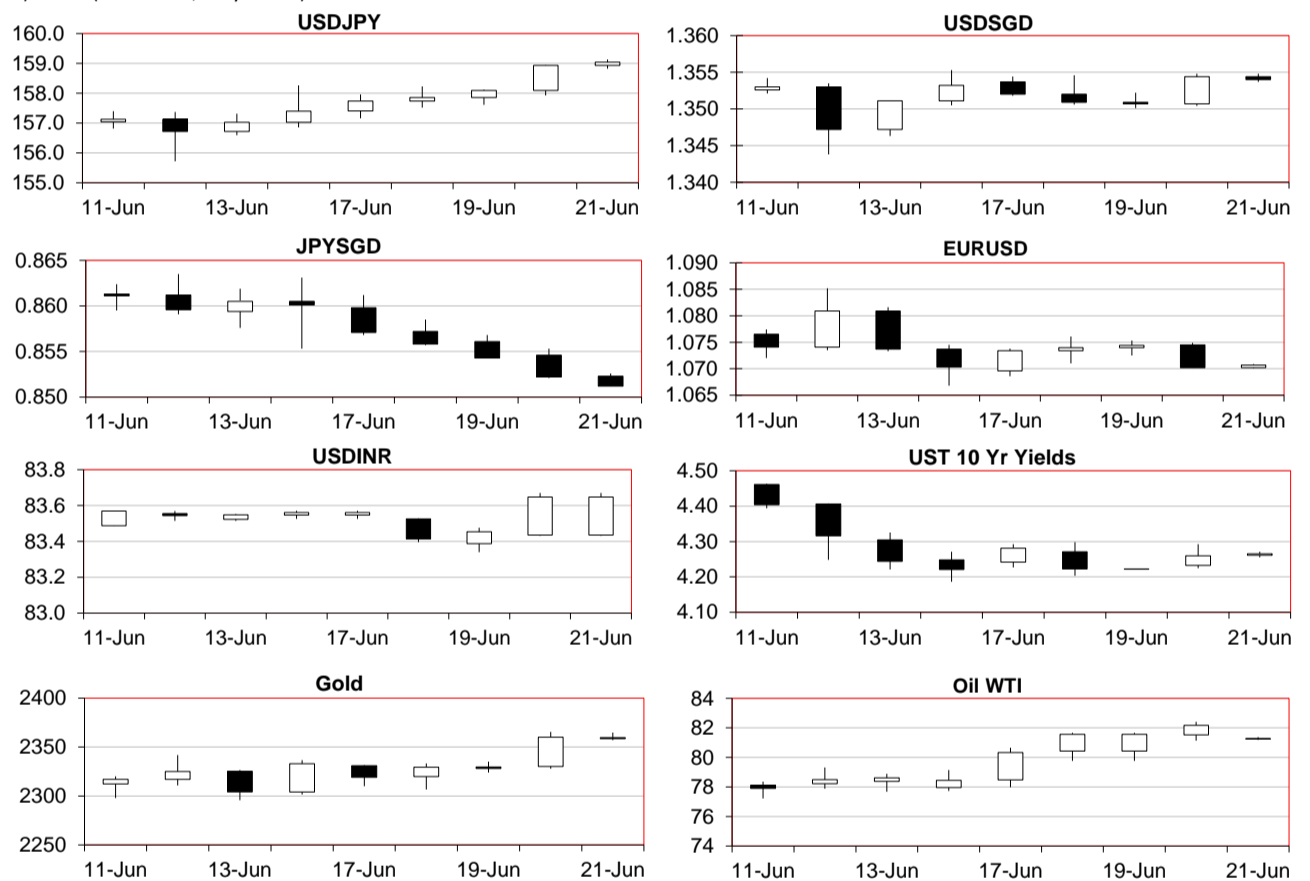 USDJPY
160.0
159.0
158.0
157.0
156.0
155.0
11-Jun 13-Jun 17-Jun 19-Jun 21-Jun
USDSGD
1.360
1.355
1.350
1.345
1.340
11-Jun 13-Jun 17-Jun 19-Jun 21-Jun
JPYSGD
0.865
0.860
0.855
0.850
11-Jun 13-Jun 17-Jun 19-Jun 21-Jun
EURUSD
1.090
1.085
1.080
1.075
1.070
1.065
11-Jun 13-Jun 17-Jun 19-Jun 21-Jun
USDINR
83.8
83.6
83.4
83.2
83.0
11-Jun 13-Jun 17-Jun 19-Jun 21-Jun
UST 10 Yr Yields
4.50
4.40
4.30
4.20
4.10
11-Jun 13-Jun 17-Jun 19-Jun 21-Jun
Gold
2400
2350
2300
2250
11-Jun 13-Jun 17-Jun 19-Jun 21-Jun
Oil WTI
84
82
80
78
76
74
11-Jun 13-Jun 17-Jun 19-Jun 21-Jun